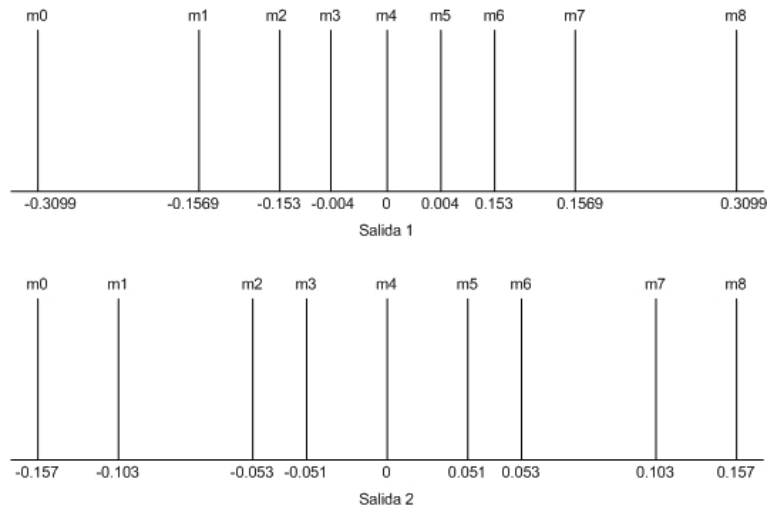 m0 m1 m2 m3 m4 m5 m6 m7 m8
-0.3099 -0.1569 -0.153 -0.004 0 0.004 0.153 0.1569 0.3099
Salida 1
m0 m1 m2 m3 m4 m5 m6 m7 m8
-0.157 -0.103 -0.053 -0.051 0 0.051 0.053 0.103 0.157
Salida 2